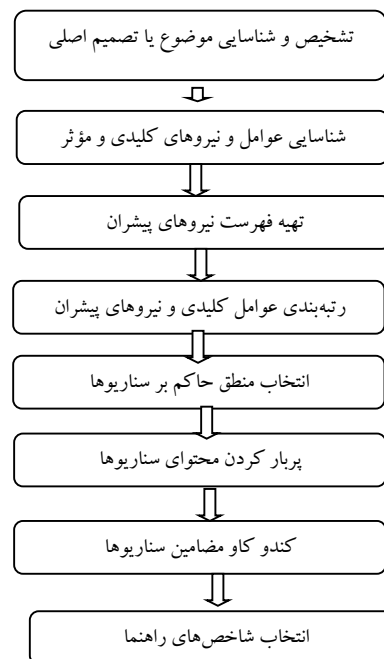 تشخیص و شناسایی موضوع یا تصمیم اصلی
شناسایی عوامل و نیروهای کلیدی و مؤثر
تهیه فهرست نیروهای پیشران
رتبه‌بندی عوامل کلیدی و نیروهای پیشران
انتخاب منطق حاکم بر سناریوها
پربار کردن محتوای سناریوها
کندو کاو مضامین سناریوها
انتخاب شاخص‌های راهنما